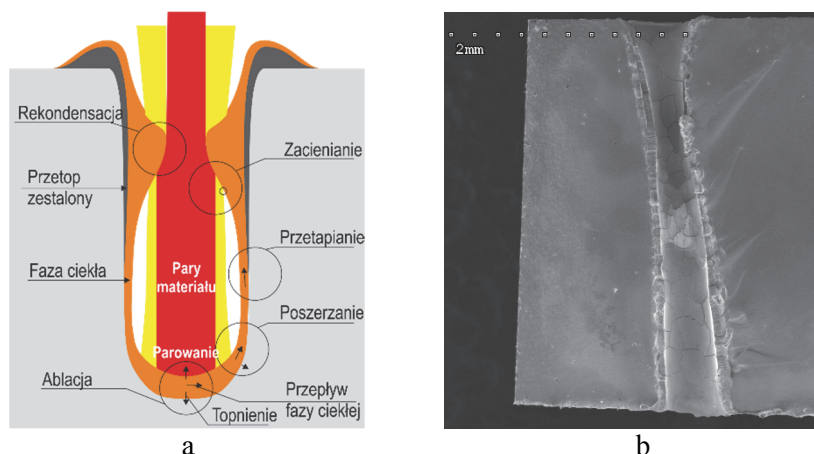 Rekondensacja
Zacienianie
Przetop
zestalony
Przetapianie
Faza ciekła
Pary
materiału
Poszerzanie
Parowanie
Ablacja
Przepływ
fazy ciekłej
Topnienie
a
2mm
b